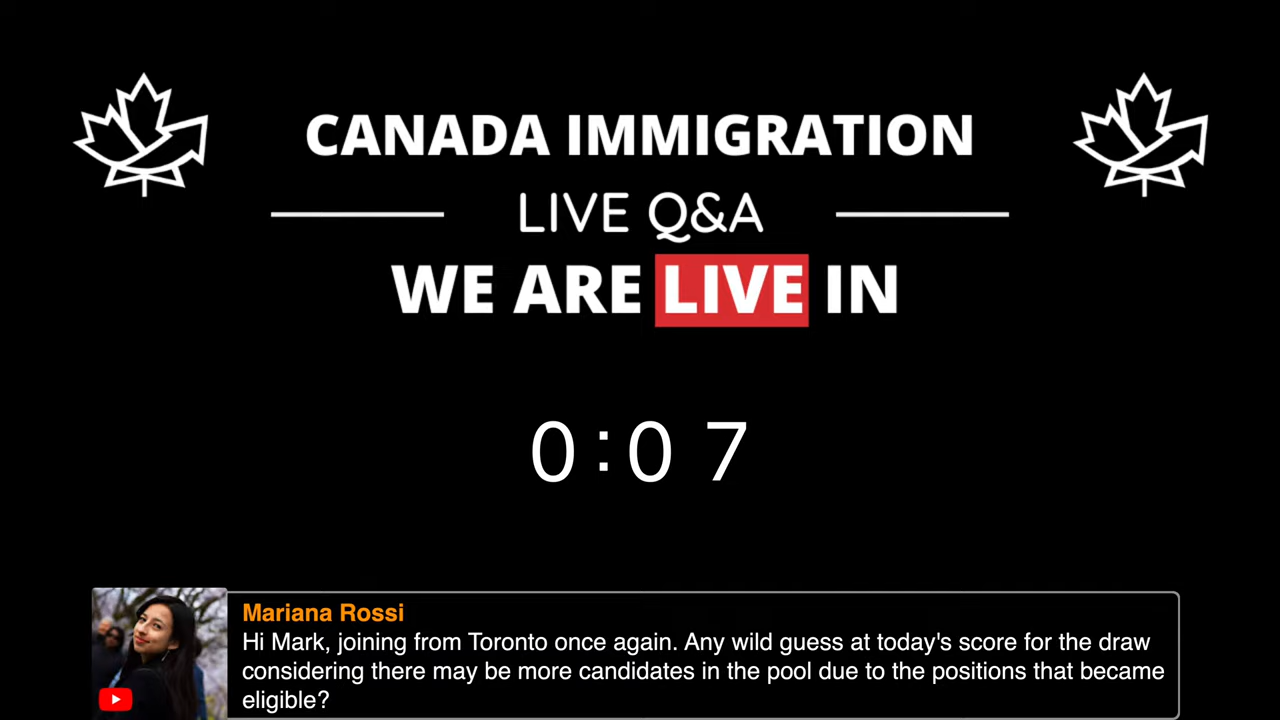 CANADA IMMIGRATION
LIVE Q&A
WE ARE LIVE IN
0:07
Mariana Rossi
Hi Mark, joining from Toronto once again. Any wild guess at today's score for the draw
considering there may be more candidates in the pool due to the positions that became
eligible?